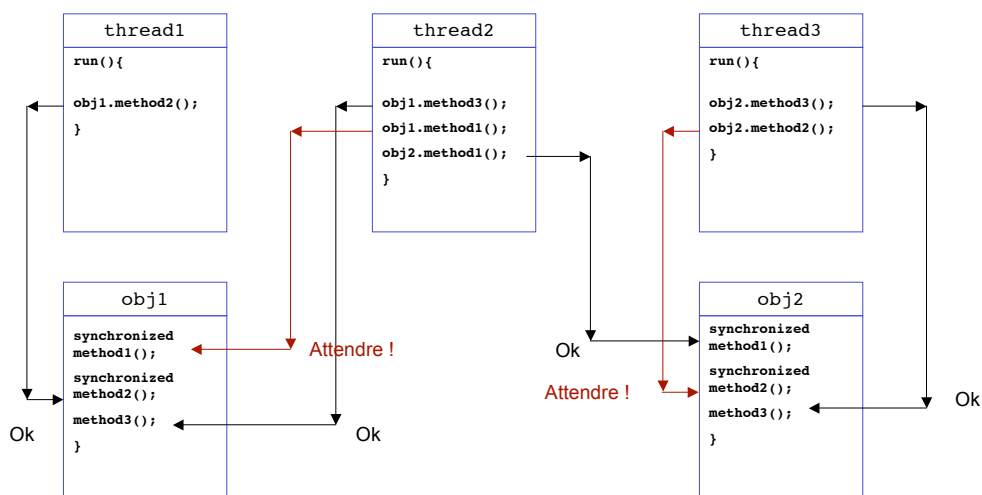 thread1
run(){
obj1.method2();
}
thread2
run(){
obj1.method3();
obj1.method1();
obj2.method1();
}
thread3
run(){
obj2.method3();
obj2.method2();
}
obj1
synchronized
method1();
synchronized
method2();
method3();
}
Ok
Attendre !
Ok
obj2
synchronized
method1();
synchronized
method2();
method3();
}
Ok
Attendre !
Ok